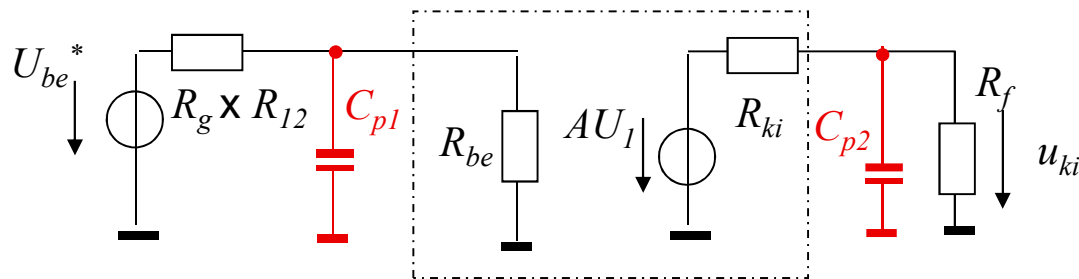 U_be*
R_g x R_12
C_p1
R_be
AU_1
R_ki
C_p2
R_f
u_ki